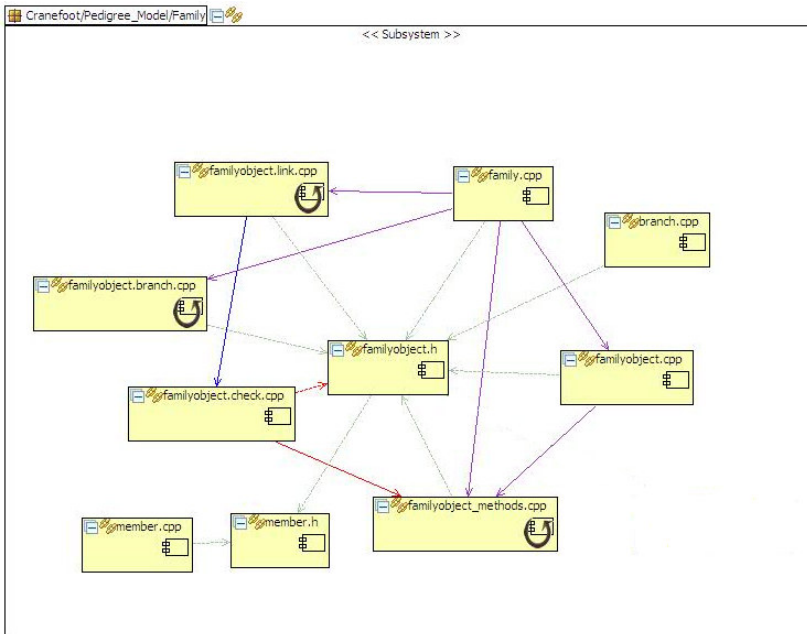 Cranefoot/Pedigree_Model/Family
<< Subsystem >>
familyobject.link.cpp
family.cpp
branch.cpp
familyobject.branch.cpp
familyobject.h
familyobject.cpp
familyobject.check.cpp
familyobject_methods.cpp
member.cpp
member.h